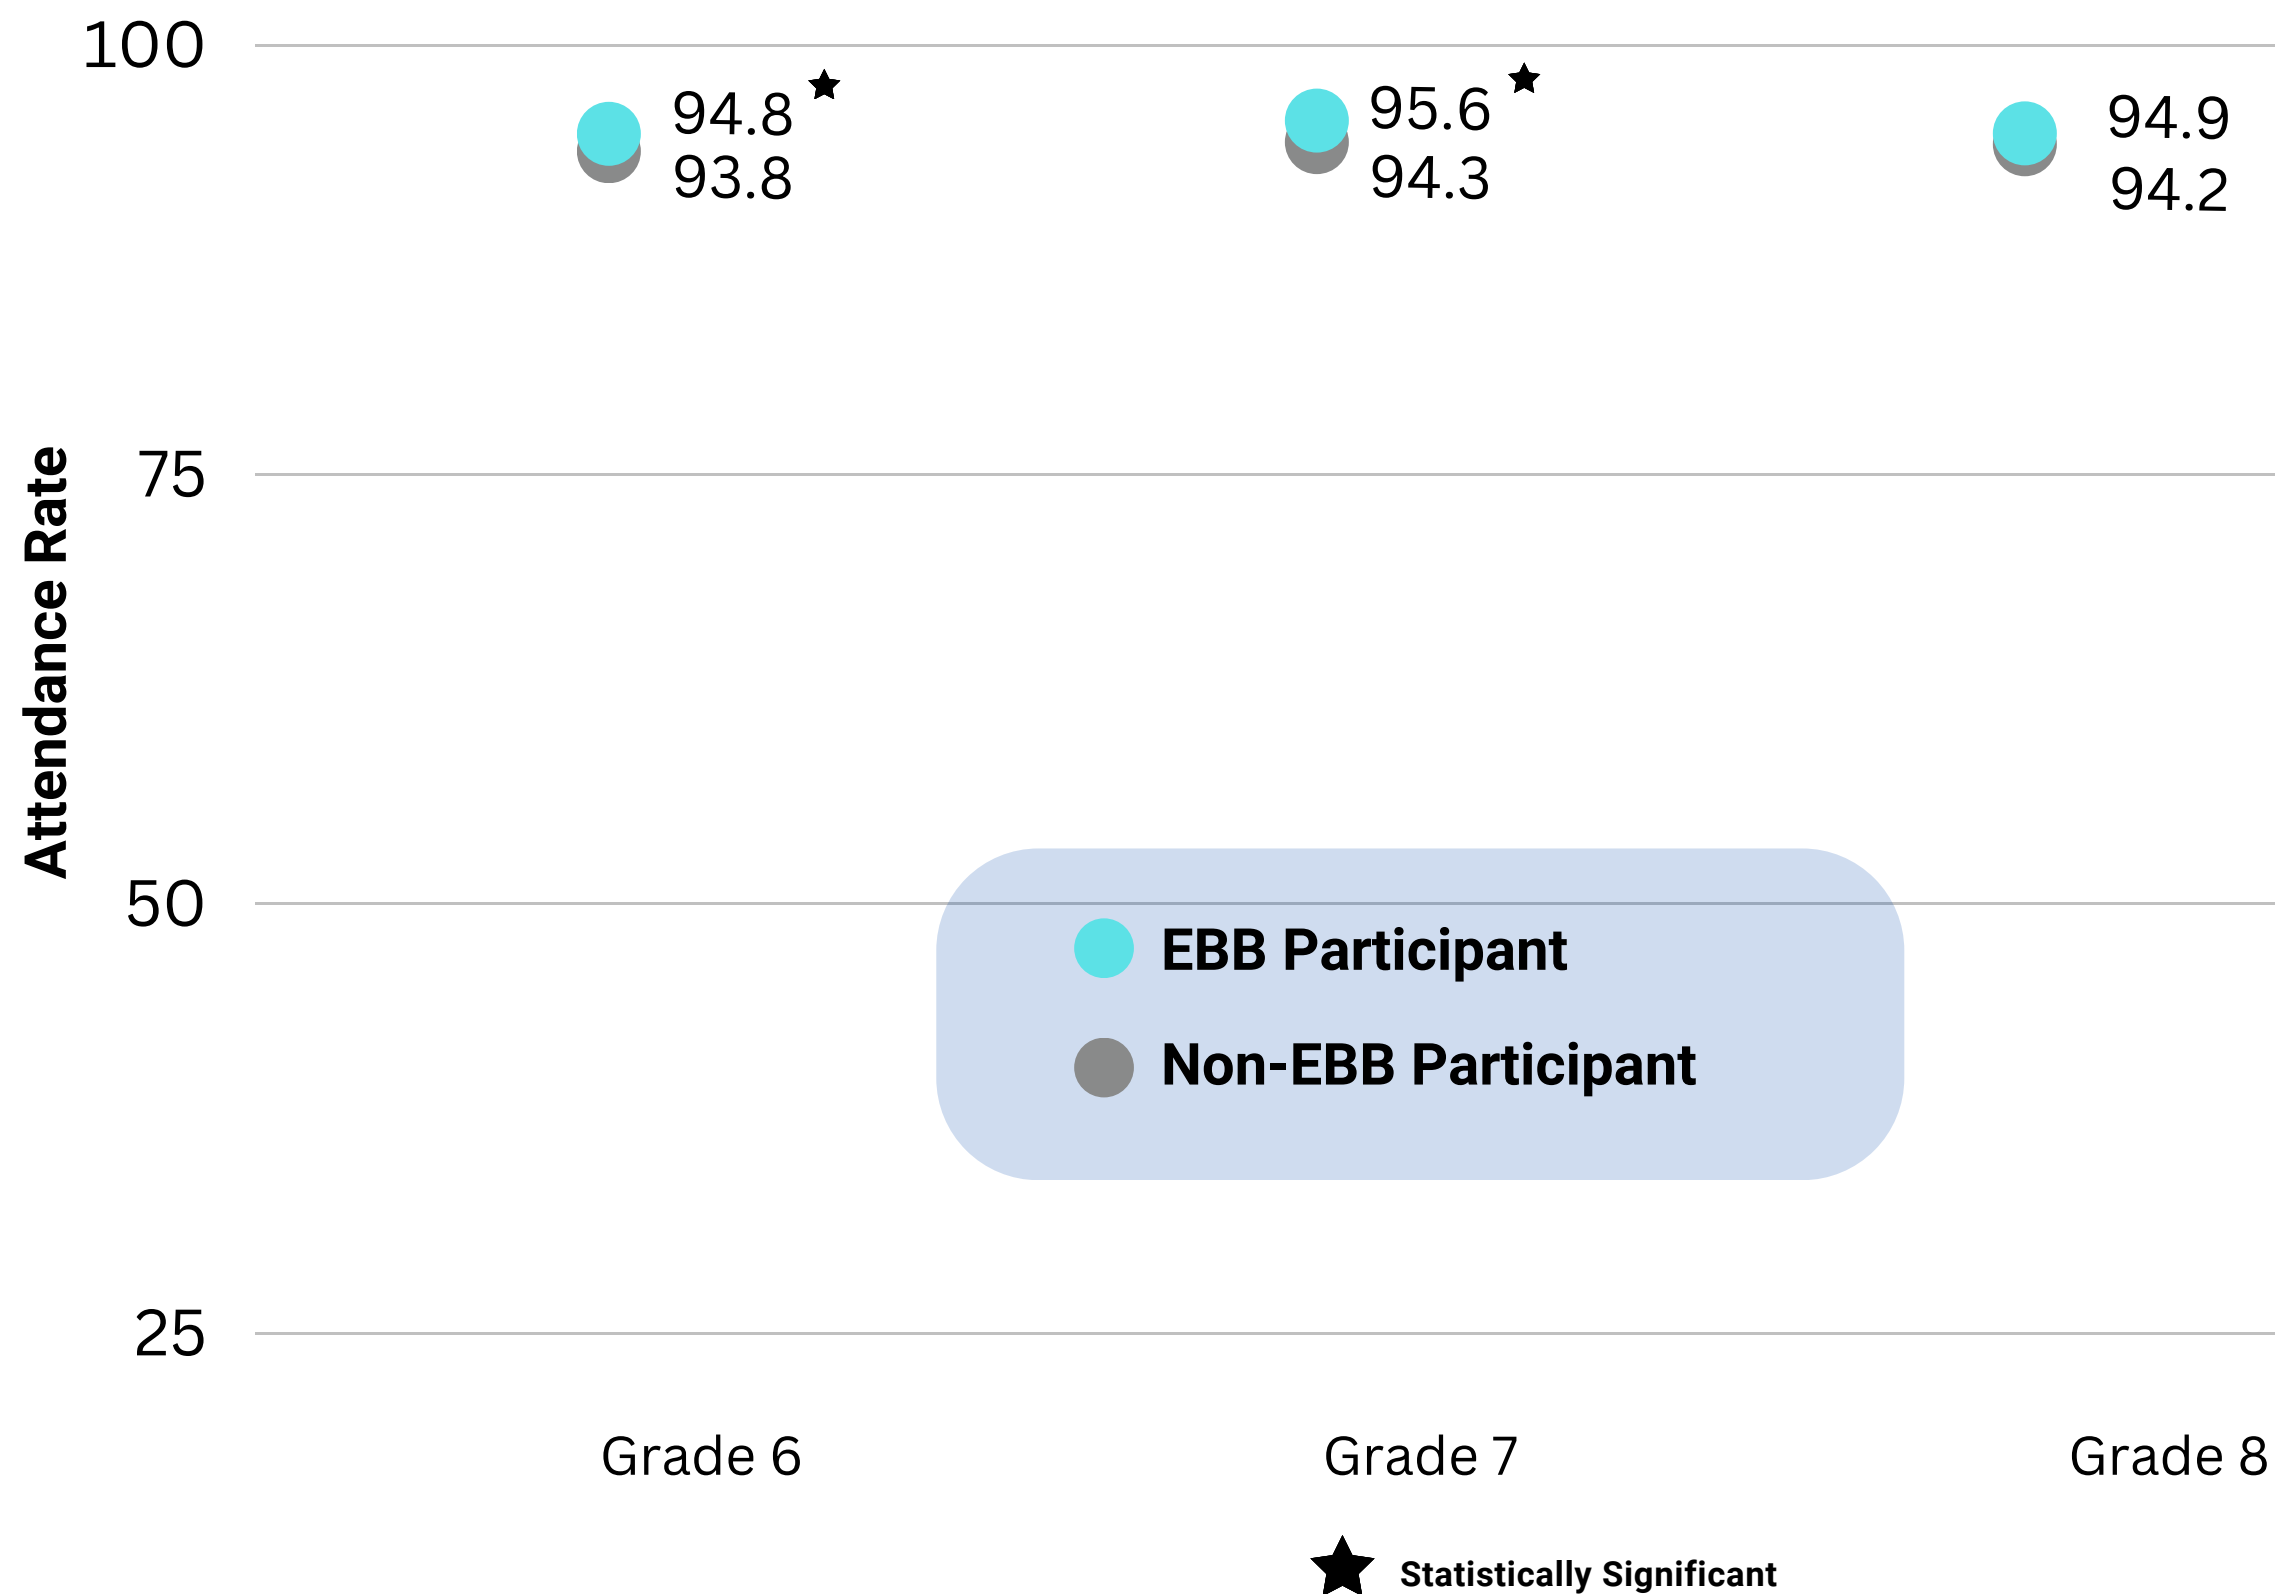 100
94.8
93.8
95.6
94.3
94.9
94.2
75
Attendance Rate
50
EBB Participant
Non-EBB Participant
25
Grade 6
Grade 7
Grade 8
Statistically Significant